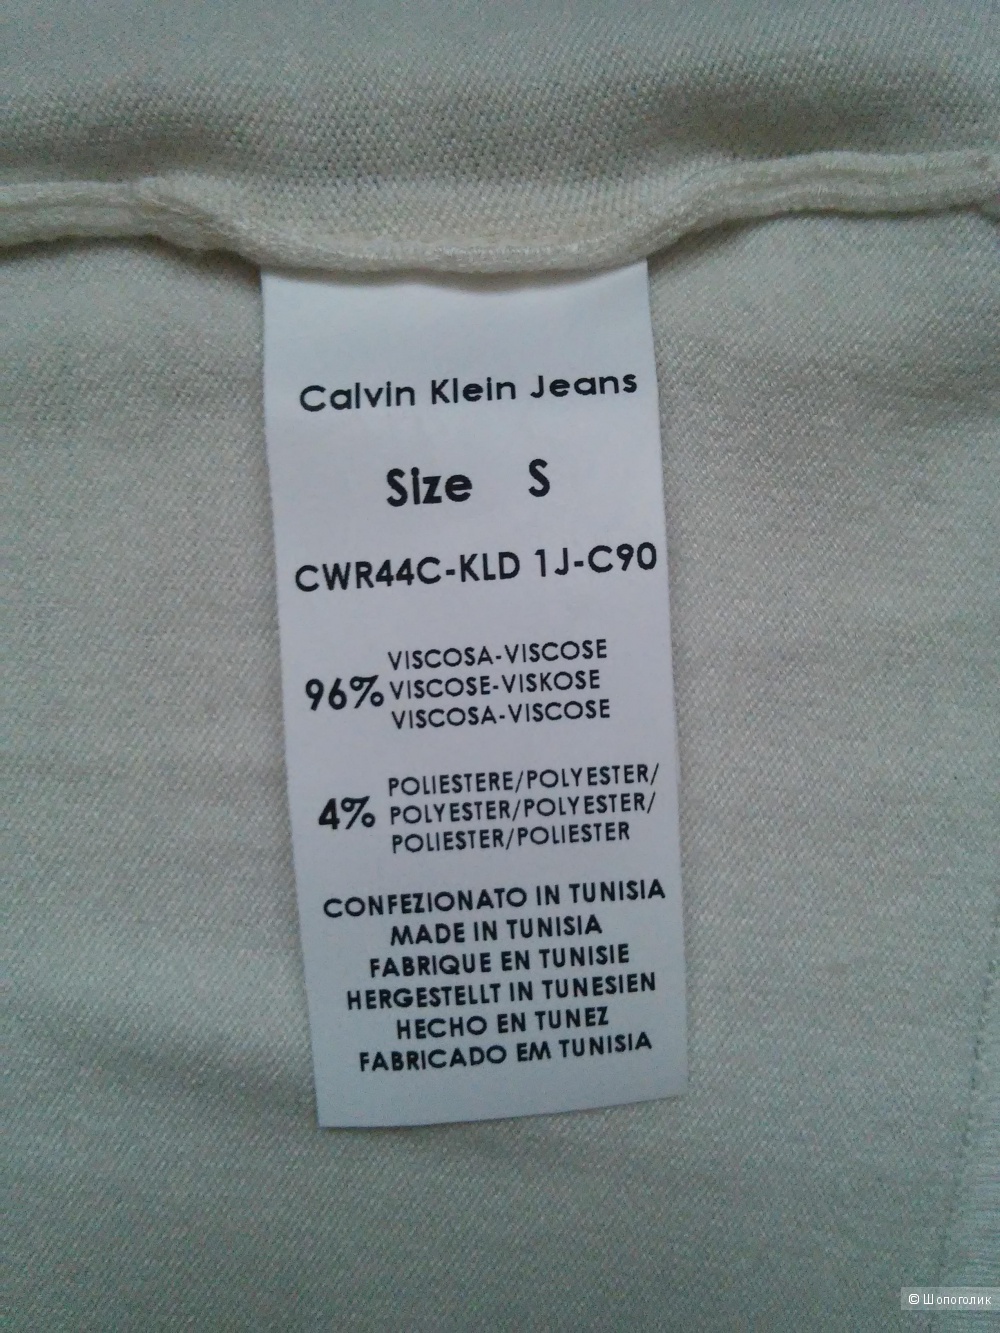 Calvin Klein Jeans
Size S
CWR44C-KLD 1J-C90
96% VISCOSA-VISCOSE
VISCOSE-VISKOSE
VISCOSA-VISCOSE
4% POLIESTERE/POLYESTER/
POLYESTER/POLYESTER/
POLIESTER/POLIESTER
CONFEZIONATO IN TUNISIA
MADE IN TUNISIA
FABRIQUE EN TUNISIE
HERGESTELLT IN TUNESIEN
HECHO EN TUNEZ
FABRICADO EM TUNISIA
© Шопоголик